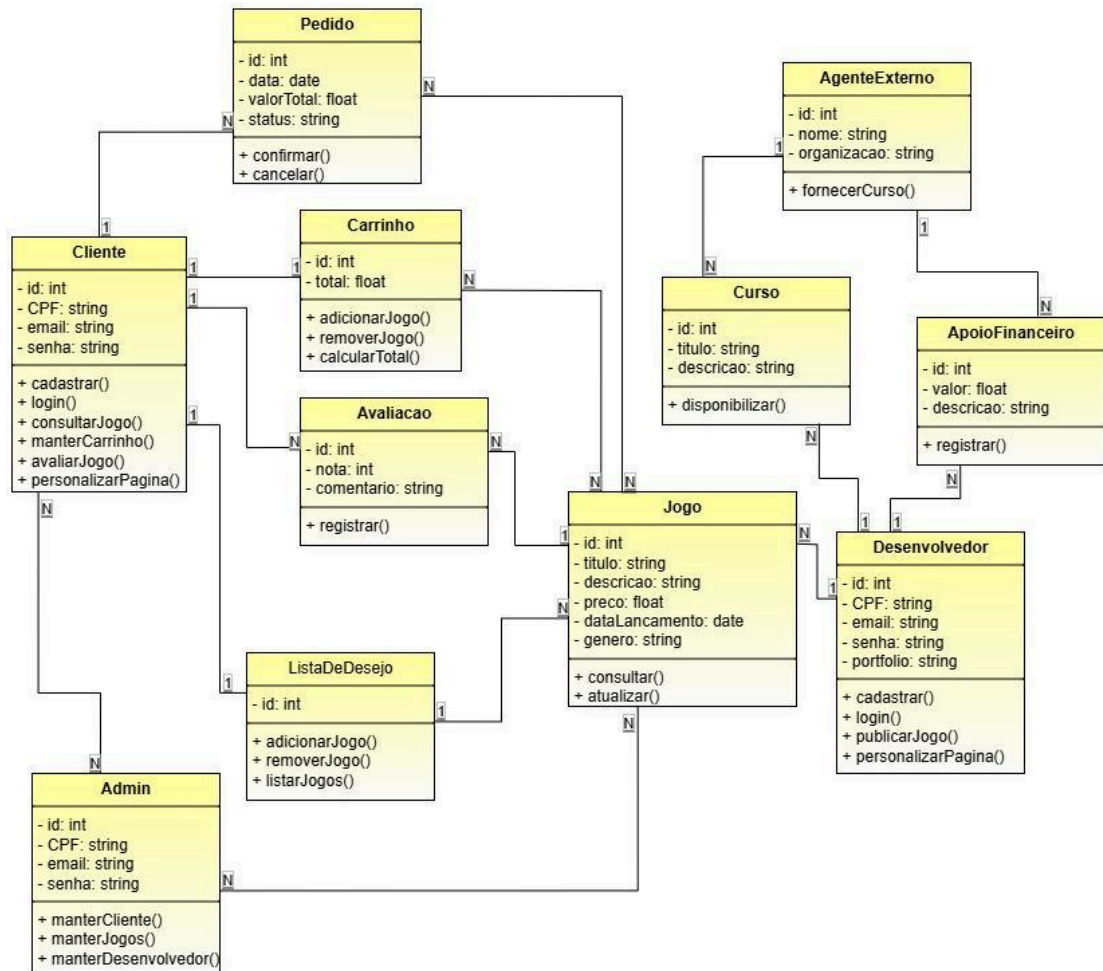 Pedido
- id: int
- data: date
- valorTotal: float
- status: string
+ confirmar()
+ cancelar()
N
N
N
1
AgenteExterno
- id: int
- nome: string
- organizacao: string
+ fornecerCurso()
1
1
Cliente
- id: int
- CPF: string
- email: string
- senha: string
+ cadastrar()
+ login()
+ consultarJogo()
+ manterCarrinho()
+ avaliarJogo()
+ personalizarPagina()
1
1
1
N
Carrinho
- id: int
- total: float
+ adicionarJogo()
+ removerJogo()
+ calcularTotal()
1
N
N
Curso
- id: int
- titulo: string
- descricao: string
+ disponibilizar()
N
N
ApoioFinanceiro
- id: int
- valor: float
- descricao: string
+ registrar()
N
N
Avaliacao
- id: int
- nota: int
- comentario: string
+ registrar()
N
N
1
Jogo
- id: int
- titulo: string
- descricao: string
- preco: float
- dataLancamento: date
- genero: string
+ consultar()
+ atualizar()
N
N
N
1
1
1
Desenvolvedor
- id: int
- CPF: string
- email: string
- senha: string
- portfolio: string
+ cadastrar()
+ login()
+ publicarJogo()
+ personalizarPagina()
ListaDeDesejo
- id: int
+ adicionarJogo()
+ removerJogo()
+ listarJogos()
1
1
N
Admin
- id: int
- CPF: string
- email: string
- senha: string
+ manterCliente()
+ manterJogos()
+ manterDesenvolvedor()
N